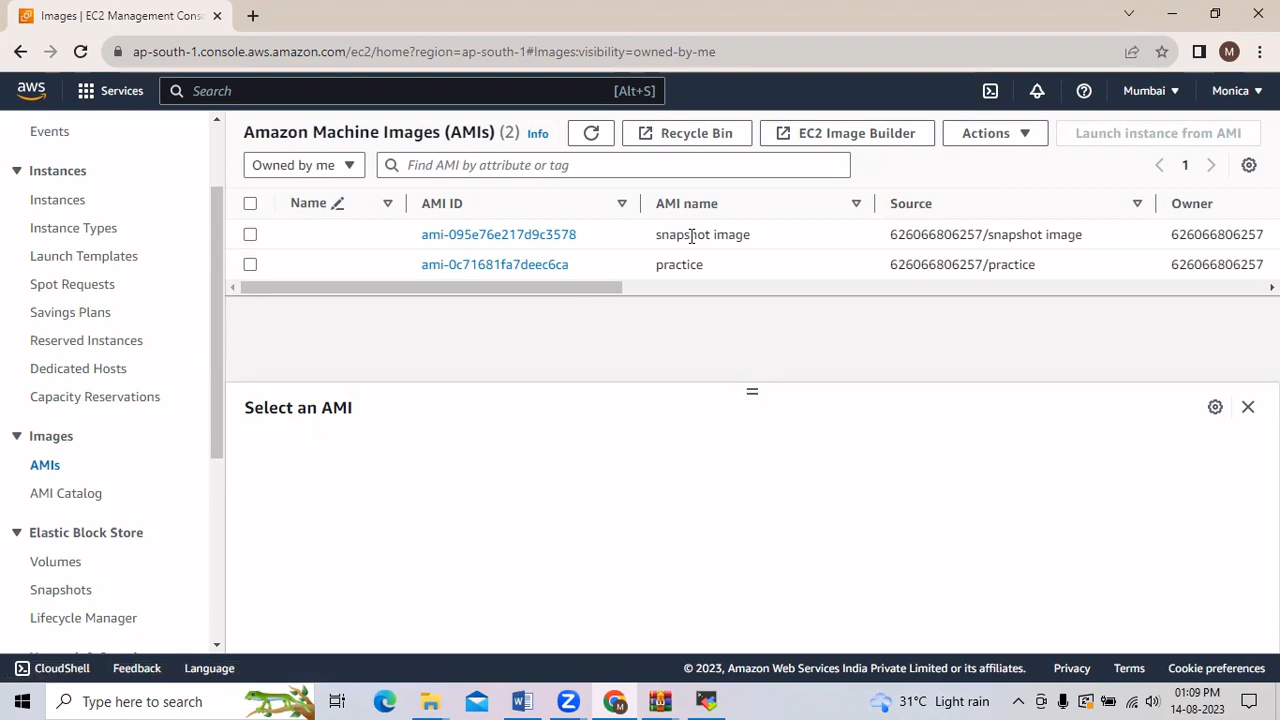 Images | EC2 Management Cons
ap-south-1.console.aws.amazon.com/ec2/home?region=ap-south-1#Images:visibility=owned-by-me
M
aws
Services
Search
[Alt+S]
Mumbai
Monica
Events
Instances
Instances
Instance Types
Launch Templates
Spot Requests
Savings Plans
Reserved Instances
Dedicated Hosts
Capacity Reservations
Images
AMIs
AMI Catalog
Elastic Block Store
Volumes
Snapshots
Lifecycle Manager
Amazon Machine Images (AMIs) (2) Info
Recycle Bin
EC2 Image Builder
Actions
Launch instance from AMI
Owned by me
Find AMI by attribute or tag
1
Name AMI ID AMI name Source Owner
ami-095e76e217d9c3578 snapshot image 626066806257/snapshot image 626066806257
ami-0c71681fa7deec6ca practice 626066806257/practice 626066806257
Select an AMI
CloudShell Feedback Language
© 2023, Amazon Web Services India Private Limited or its affiliates. Privacy Terms Cookie preferences
Type here to search
31°C Light rain
01:09 PM
14-08-2023